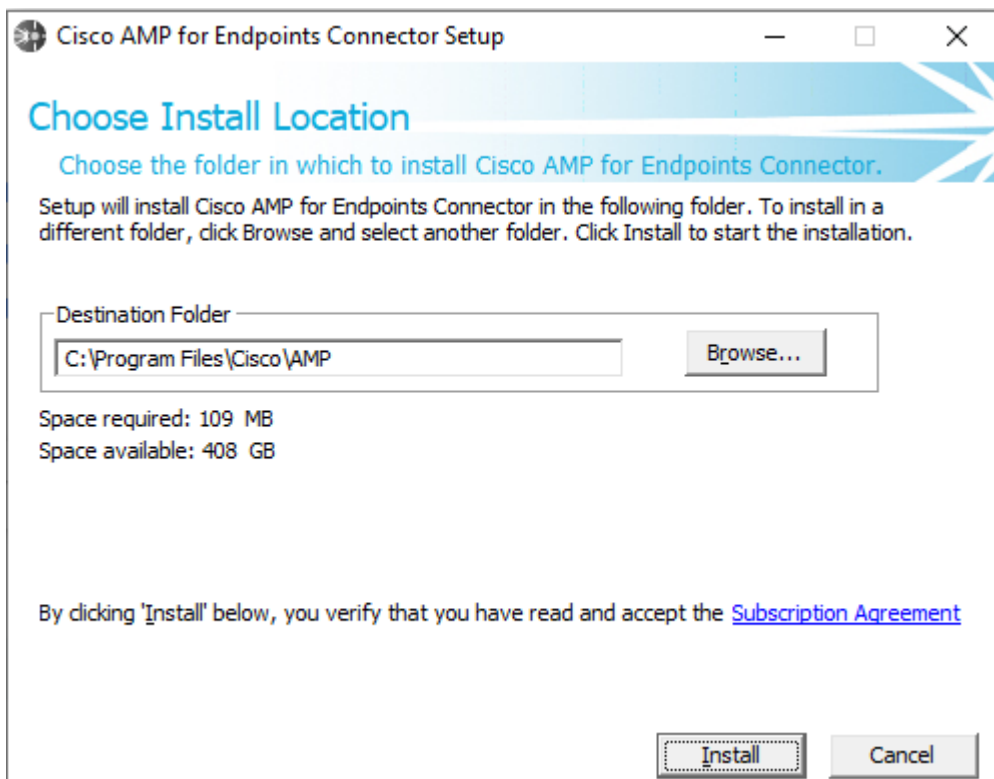 Cisco AMP for Endpoints Connector Setup
Choose Install Location
Choose the folder in which to install Cisco AMP for Endpoints Connector.
Setup will install Cisco AMP for Endpoints Connector in the following folder. To install in a
different folder, click Browse and select another folder. Click Install to start the installation.
Destination Folder
C:\Program Files\Cisco\AMP
Browse...
Space required: 109 MB
Space available: 408 GB
By clicking 'Install' below, you verify that you have read and accept the Subscription Agreement
Install Cancel